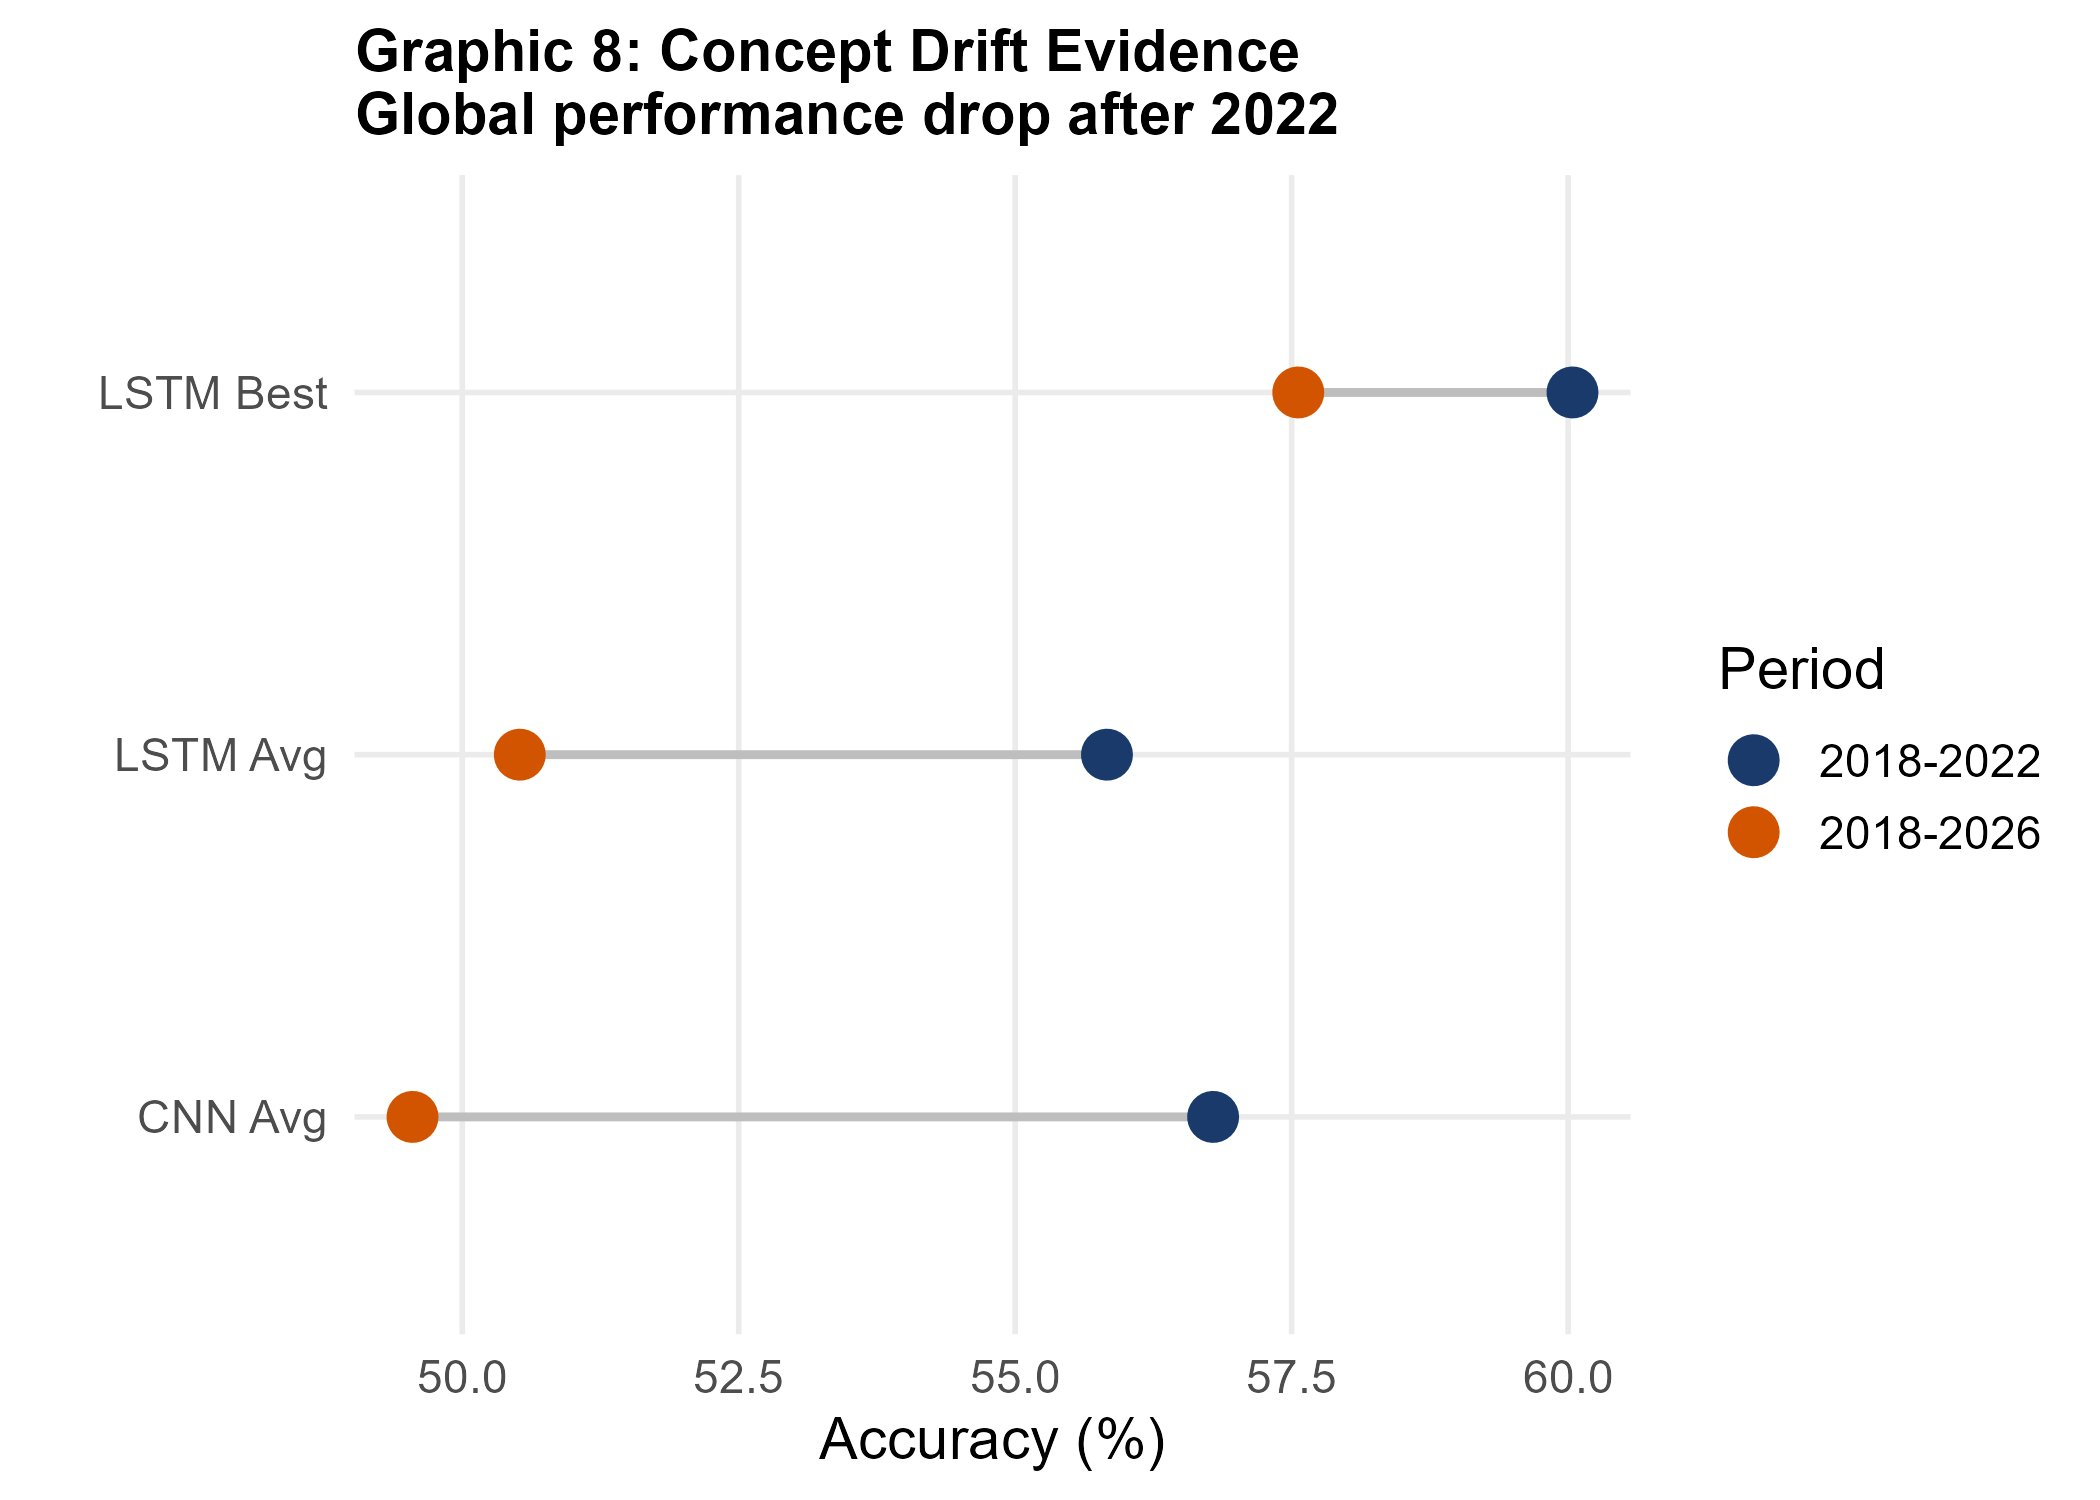 Graphic 8: Concept Drift Evidence
Global performance drop after 2022
LSTM Best
LSTM Avg
CNN Avg
50.0 52.5 55.0 57.5 60.0
Accuracy (%)
Period
2018-2022
2018-2026